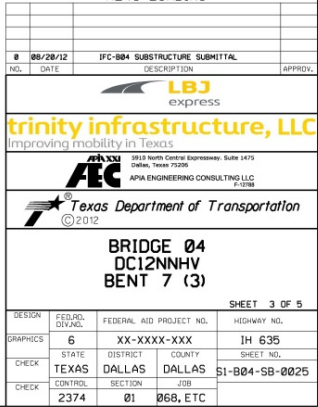 0 08/20/12 IFC-B04 SUBSTRUCTURE SUBMITTAL
NO. DATE DESCRIPTION APPROV.
LBJ
express
trinity infrastructure, LLC
Improving mobility in Texas
APIA XXI
AEC
5910 North Central Expressway, Suite 1475
Dallas, Texas 75206
APIA ENGINEERING CONSULTING LLC
F-12788
Texas Department of Transportation
©2012
BRIDGE 04
DC12NNHV
BENT 7 (3)
SHEET 3 OF 5
DESIGN FED.RD. DIV.NO. FEDERAL AID PROJECT NO. HIGHWAY NO.
GRAPHICS 6 XX-XXXX-XXX IH 635
CHECK STATE DISTRICT COUNTY SHEET NO.
TEXAS DALLAS DALLAS S1-B04-SB-0025
CHECK CONTROL SECTION JOB
2374 01 068, ETC